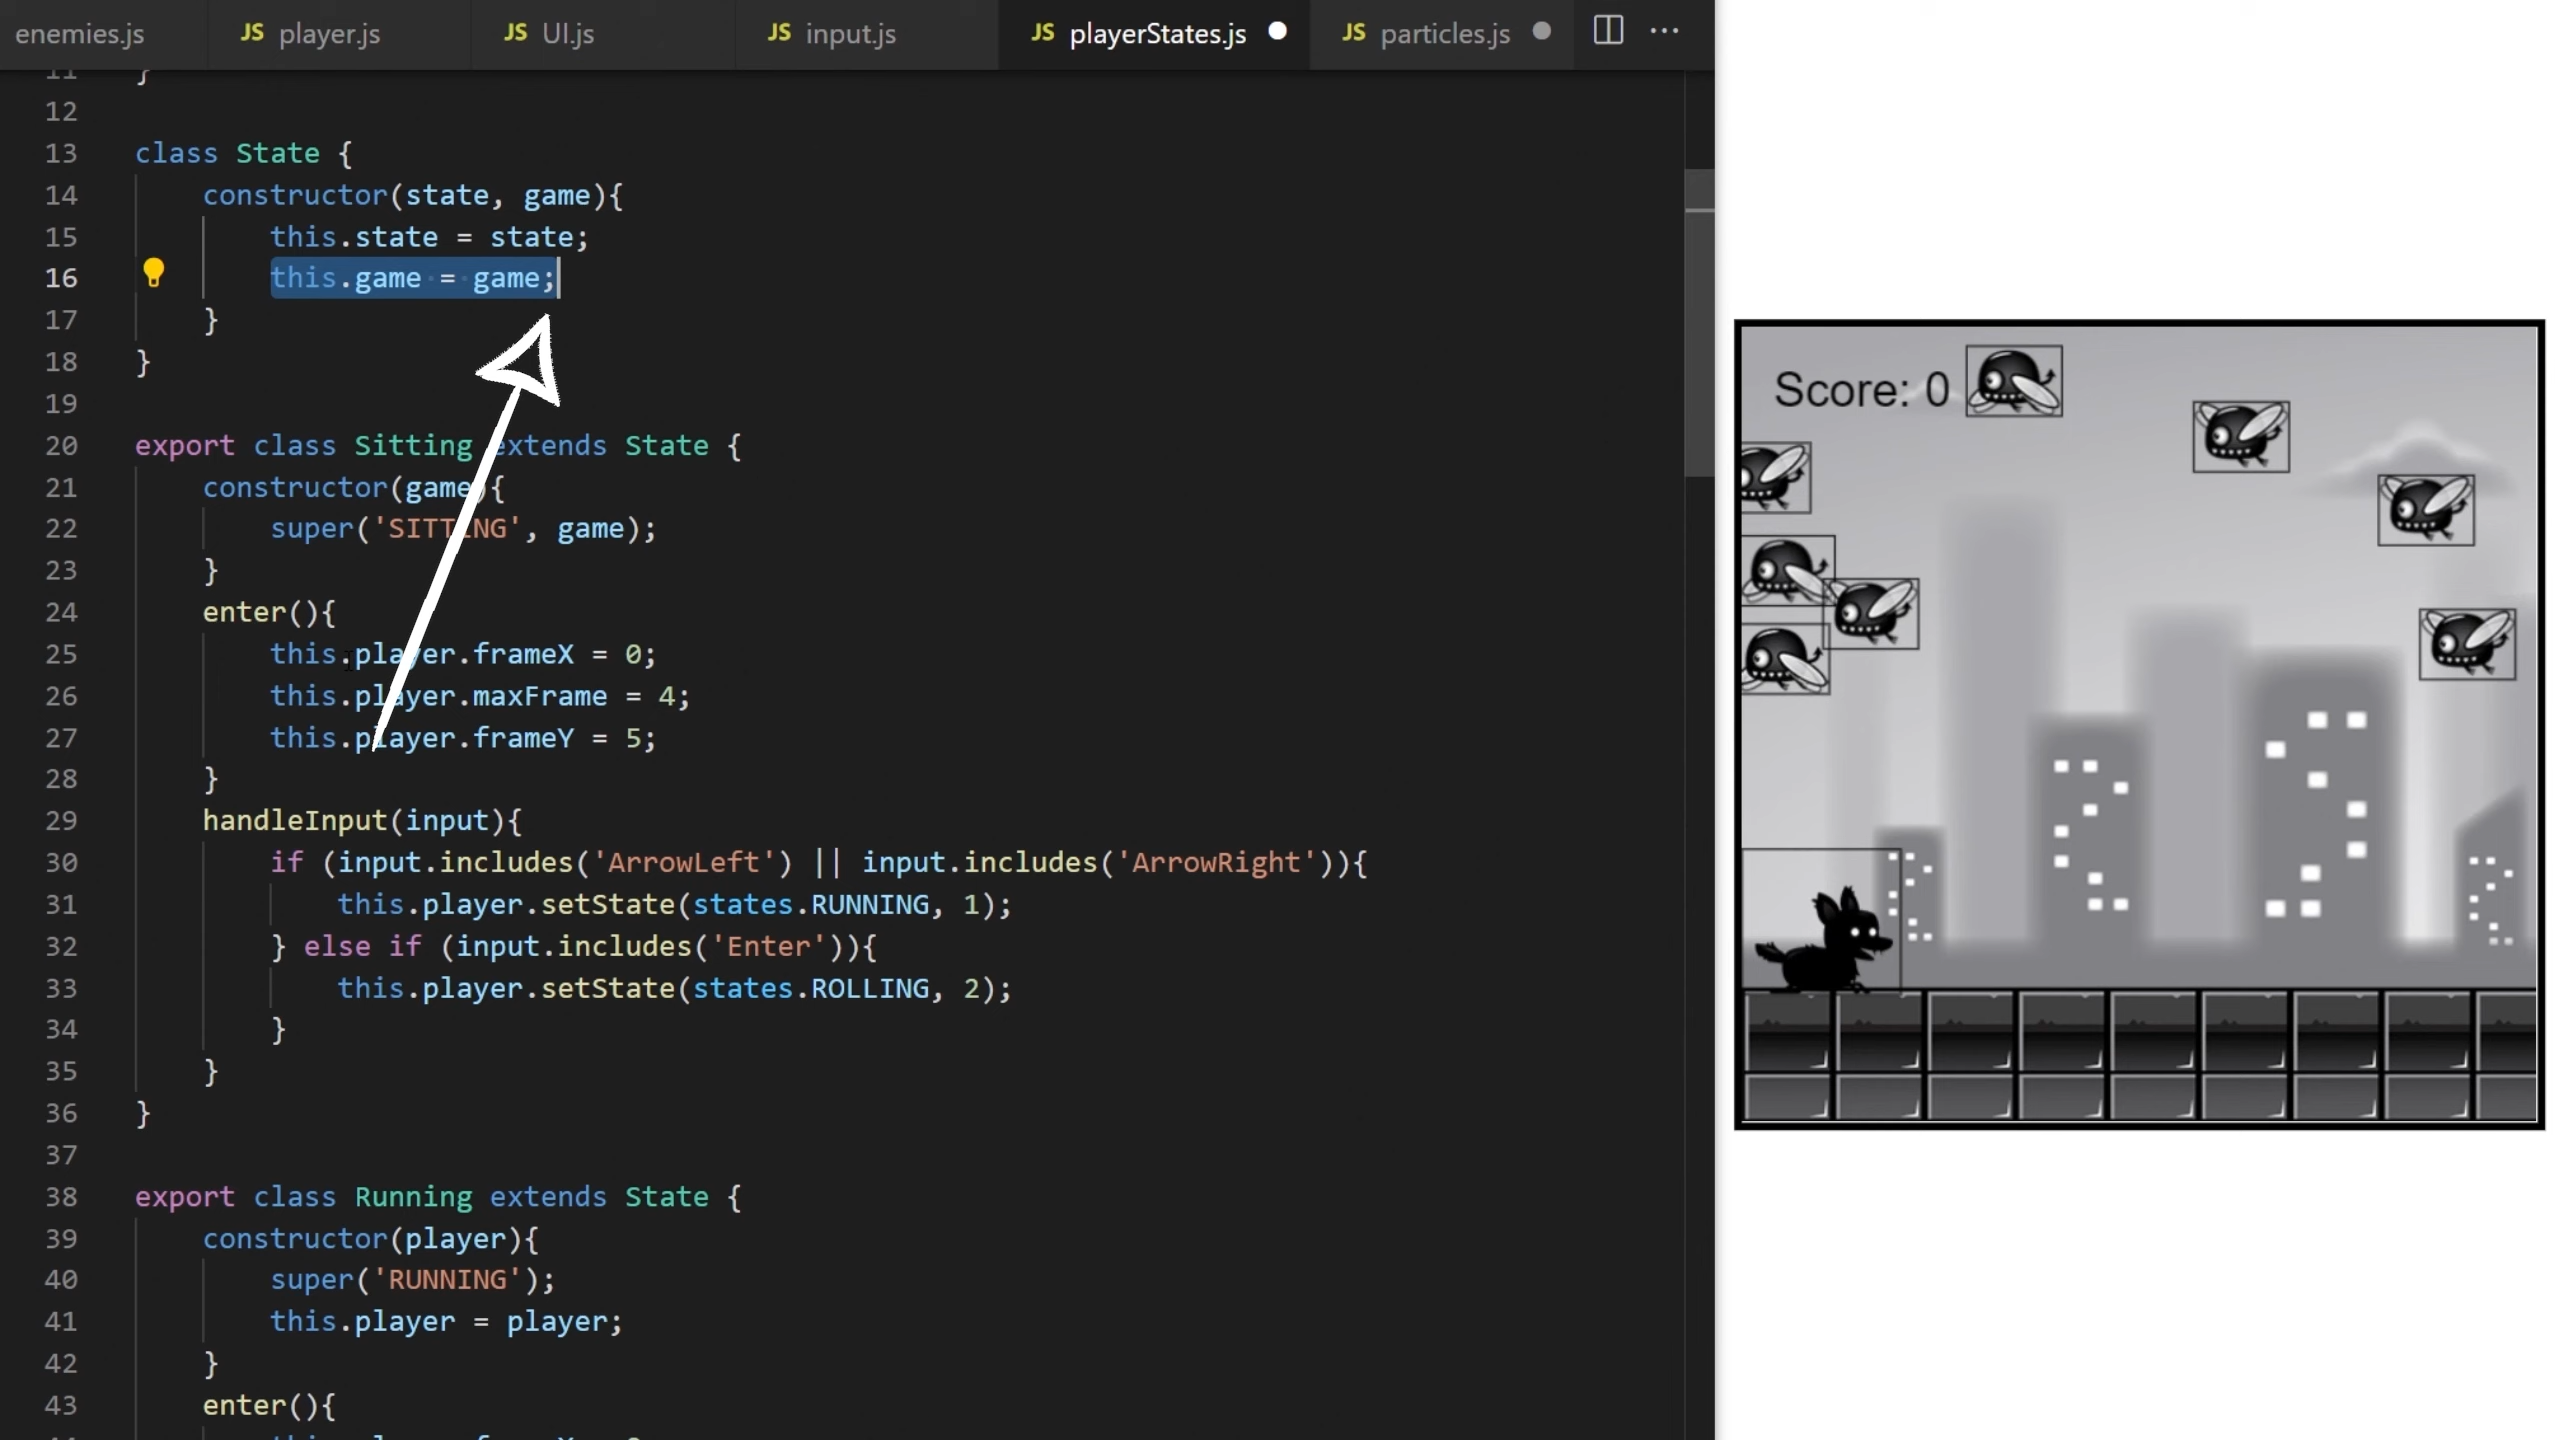 enemies.js
JS player.js
JS UI.js
JS input.js
JS playerStates.js
JS particles.js
11 }
12
13 class State {
14 constructor(state, game){
15 this.state = state;
16 this.game = game;
17 }
18 }
19
20 export class Sitting extends State {
21 constructor(game){
22 super('SITTING', game);
23 }
24 enter(){
25 this.player.frameX = 0;
26 this.player.maxFrame = 4;
27 this.player.frameY = 5;
28 }
29 handleInput(input){
30 if (input.includes('ArrowLeft') || input.includes('ArrowRight')){
31 this.player.setState(states.RUNNING, 1);
32 } else if (input.includes('Enter')){
33 this.player.setState(states.ROLLING, 2);
34 }
35 }
36 }
37
38 export class Running extends State {
39 constructor(player){
40 super('RUNNING');
41 this.player = player;
42 }
43 enter(){
Score: 0